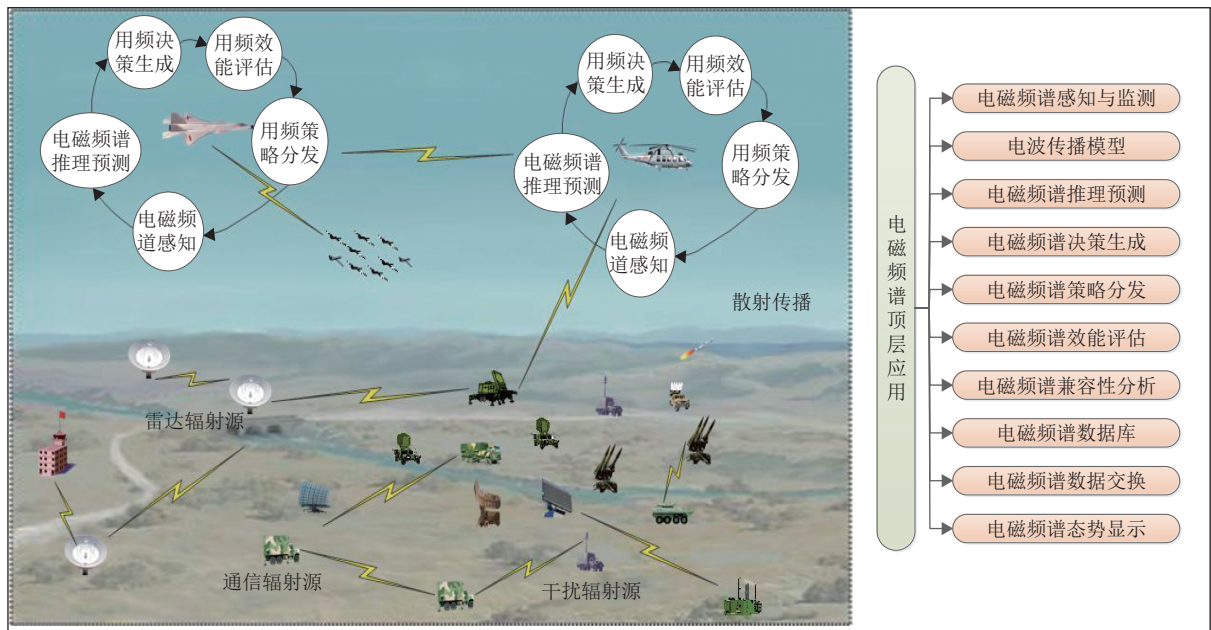 用频决
策生成
用频效
能评估
电磁频谱
推理预测
用频策
略分发
电磁频
道感知
用频决
策生成
用频效
能评估
电磁频谱
推理预测
用频策
略分发
电磁频
道感知
散射传播
雷达辐射源
通信辐射源
干扰辐射源
电磁频谱顶层应用
电磁频谱感知与监测
电波传播模型
电磁频谱推理预测
电磁频谱决策生成
电磁频谱策略分发
电磁频谱效能评估
电磁频谱兼容性分析
电磁频谱数据库
电磁频谱数据交换
电磁频谱态势显示